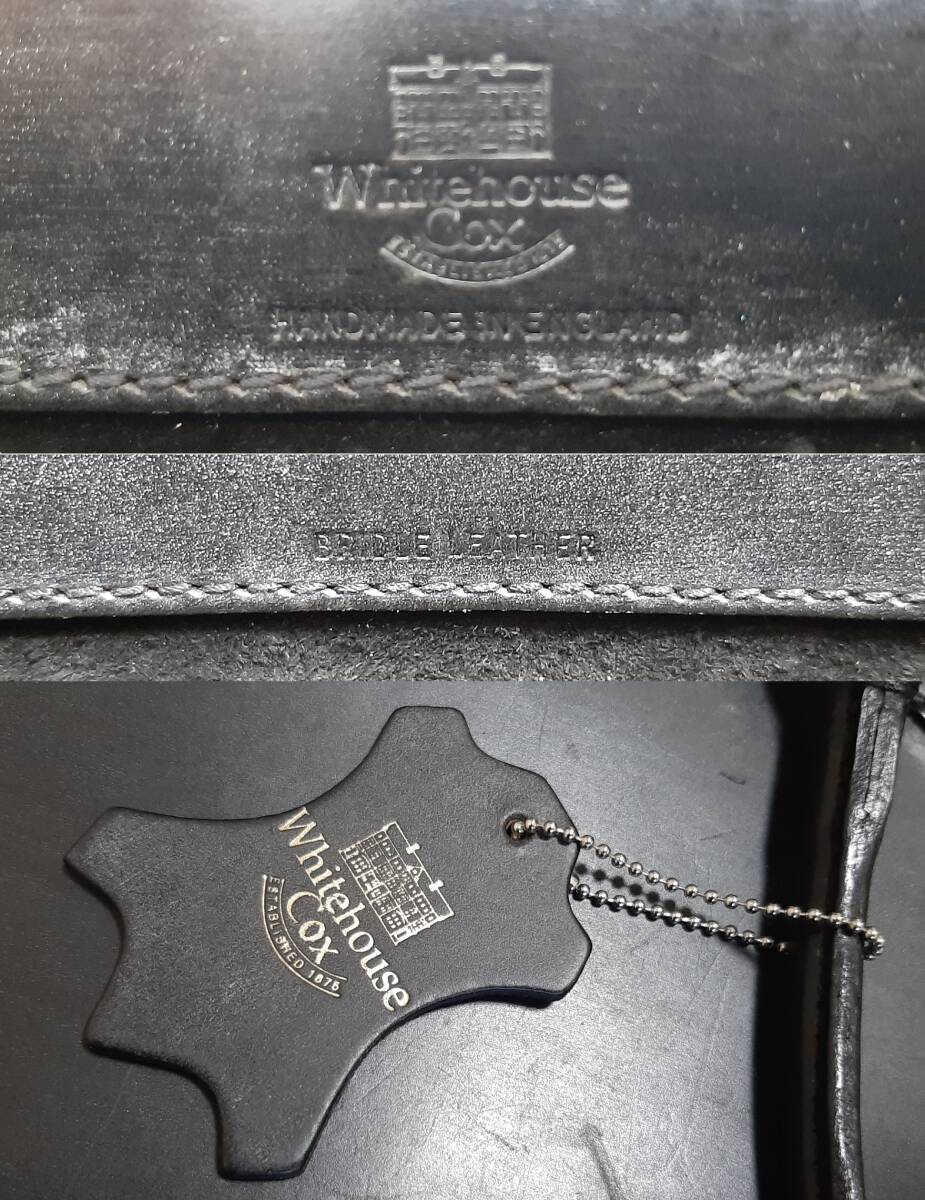 Whitehouse
Cox
HANDMADE IN ENGLAND
BRIDLE LEATHER
Whitehouse
Cox
ESTABLISHED 1875